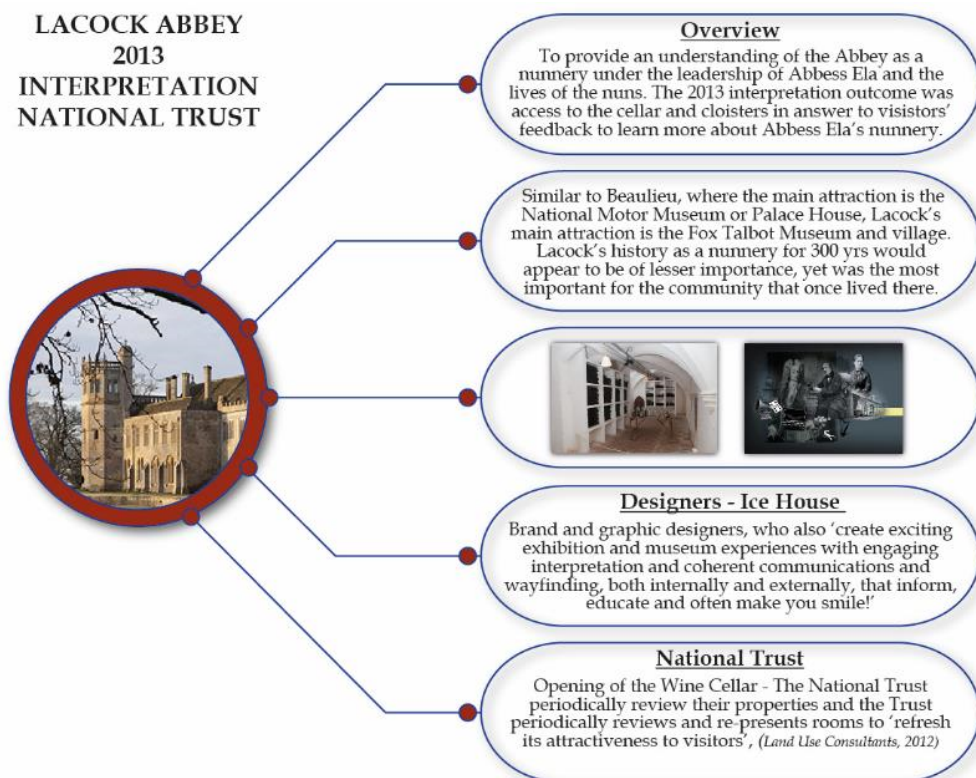 LACOCK ABBEY
2013
INTERPRETATION
NATIONAL TRUST
Overview
To provide an understanding of the Abbey as a
nunnery under the leadership of Abbess Ela and the
lives of the nuns. The 2013 interpretation outcome was
access to the cellar and cloisters in answer to visistors'
feedback to learn more about Abbess Ela's nunnery.
Similar to Beaulieu, where the main attraction is the
National Motor Museum or Palace House, Lacock's
main attraction is the Fox Talbot Museum and village.
Lacock's history as a nunnery for 300 yrs would
appear to be of lesser importance, yet was the most
important for the community that once lived there.
Designers - Ice House
Brand and graphic designers, who also ‘create exciting
exhibition and museum experiences with engaging
interpretation and coherent communications and
wayfinding, both internally and externally, that inform,
educate and often make you smile!’
National Trust
Opening of the Wine Cellar - The National Trust
periodically review their properties and the Trust
periodically reviews and re-presents rooms to ‘refresh
its attractiveness to visitors’, (Land Use Consultants, 2012)